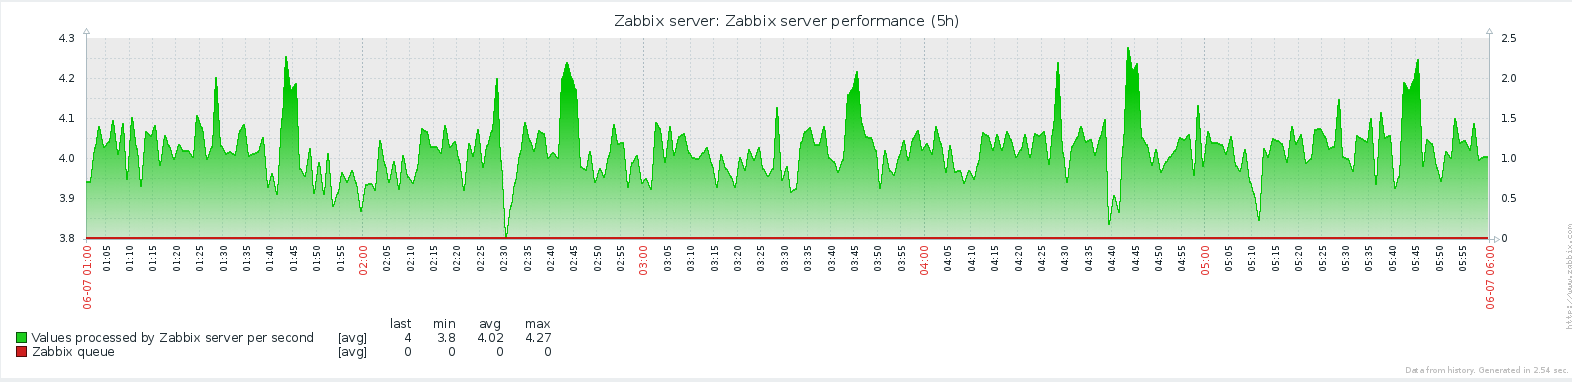 Zabbix server: Zabbix server performance (5h)
4.3 2.5
4.2 2.0
4.1 1.5
4.0 1.0
3.9 0.5
3.8 0
06-07 01:00 01:05 01:10 01:15 01:20 01:25 01:30 01:35 01:40 01:45 01:50 01:55 02:00 02:05 02:10 02:15 02:20 02:25 02:30 02:35 02:40 02:45 02:50 02:55 03:00 03:05 03:10 03:15 03:20 03:25 03:30 03:35 03:40 03:45 03:50 03:55 04:00 04:05 04:10 04:15 04:20 04:25 04:30 04:35 04:40 04:45 04:50 04:55 05:00 05:05 05:10 05:15 05:20 05:25 05:30 05:35 05:40 05:45 05:50 05:55 06-07 06:00
last min avg max
Values processed by Zabbix server per second [avg] 4 3.8 4.02 4.27
Zabbix queue [avg] 0 0 0 0
http://www.zabbix.com
Data from history. Generated in 2.54 sec.